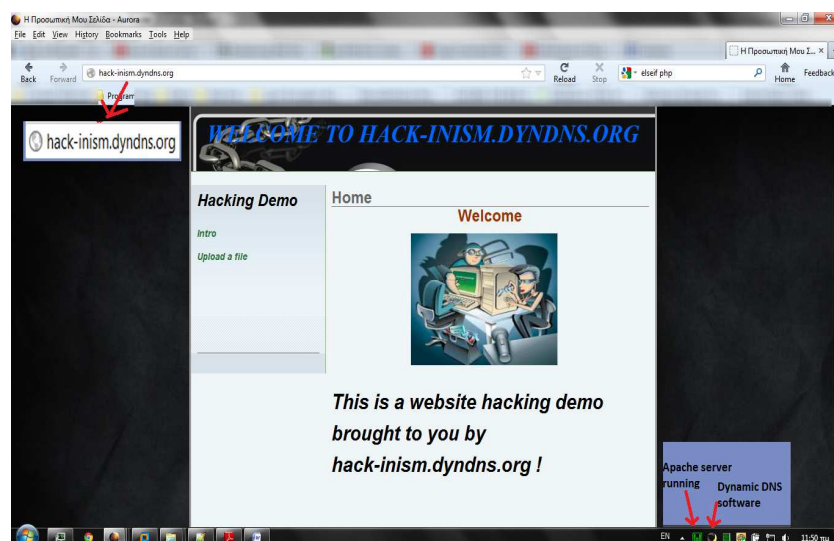 Η Προσωπική Μου Σελίδα - Aurora
File Edit View History Bookmarks Tools Help
Η Προσωπική Μου Σ...
Back Forward hack-inism.dyndns.org Reload Stop elseif php Home Feedback
Program
hack-inism.dyndns.org
WELCOME TO HACK-INISM.DYNDNS.ORG
Hacking Demo
Intro
Upload a file
Home
Welcome
This is a website hacking demo
brought to you by
hack-inism.dyndns.org !
Apache server
running
Dynamic DNS
software
EN 11:50 πμ